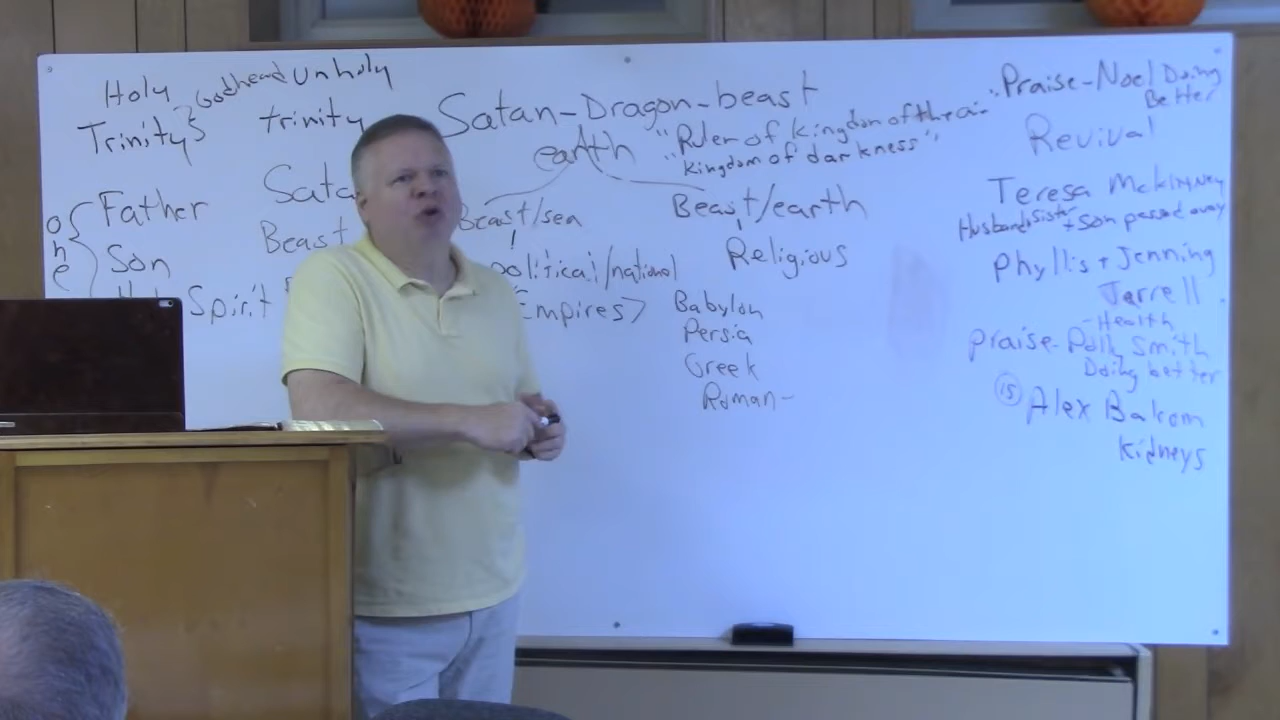 Holy
Trinity
Godhead
Unholy
trinity
one
Father
Son
Spirit
Sata
Beast
Satan-Dragon-beast
earth
"Ruler of kingdom of the air
"kingdom of darkness"
Beast/sea
political/national
Empires>
Babylon
Persia
Greek
Roman-
Beast/earth
Religious
Praise-Noel Doing
Better
Revival
Teresa McKinney
Husband Sister
+ Son passed away
Phyllis + Jenning
Jarrell
-Health
praise-Polly Smith
Doing better
15 Alex Balcom
kidneys